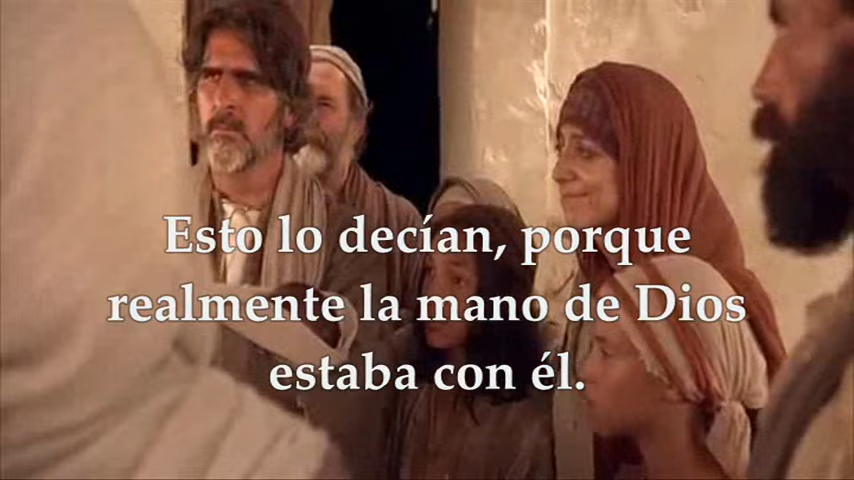 Esto lo decían, porque
realmente la mano de Dios
estaba con él.